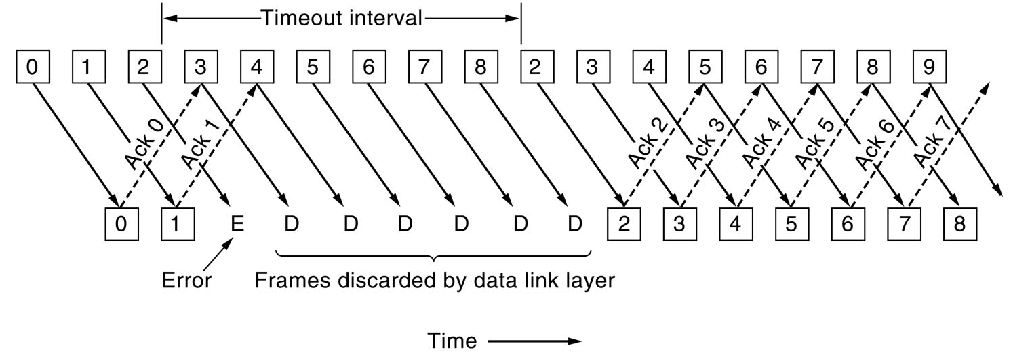 Timeout interval
0 1 2 3 4 5 6 7 8 2 3 4 5 6 7 8 9
Ack 0 Ack 1 Ack 2 Ack 3 Ack 4 Ack 5 Ack 6 Ack 7
0 1 E D D D D D D 2 3 4 5 6 7 8
Error Frames discarded by data link layer
Time